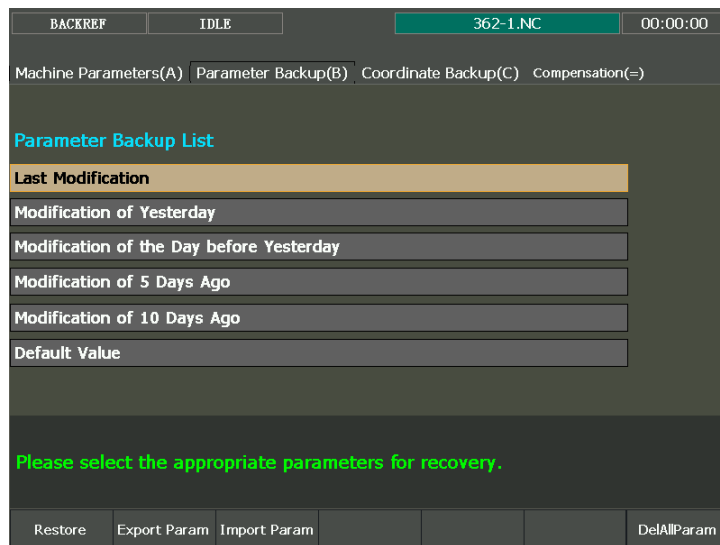 BACKREF IDLE 362-1.NC 00:00:00
Machine Parameters(A) Parameter Backup(B) Coordinate Backup(C) Compensation(=)
Parameter Backup List
Last Modification
Modification of Yesterday
Modification of the Day before Yesterday
Modification of 5 Days Ago
Modification of 10 Days Ago
Default Value
Please select the appropriate parameters for recovery.
Restore Export Param Import Param DelAllParam